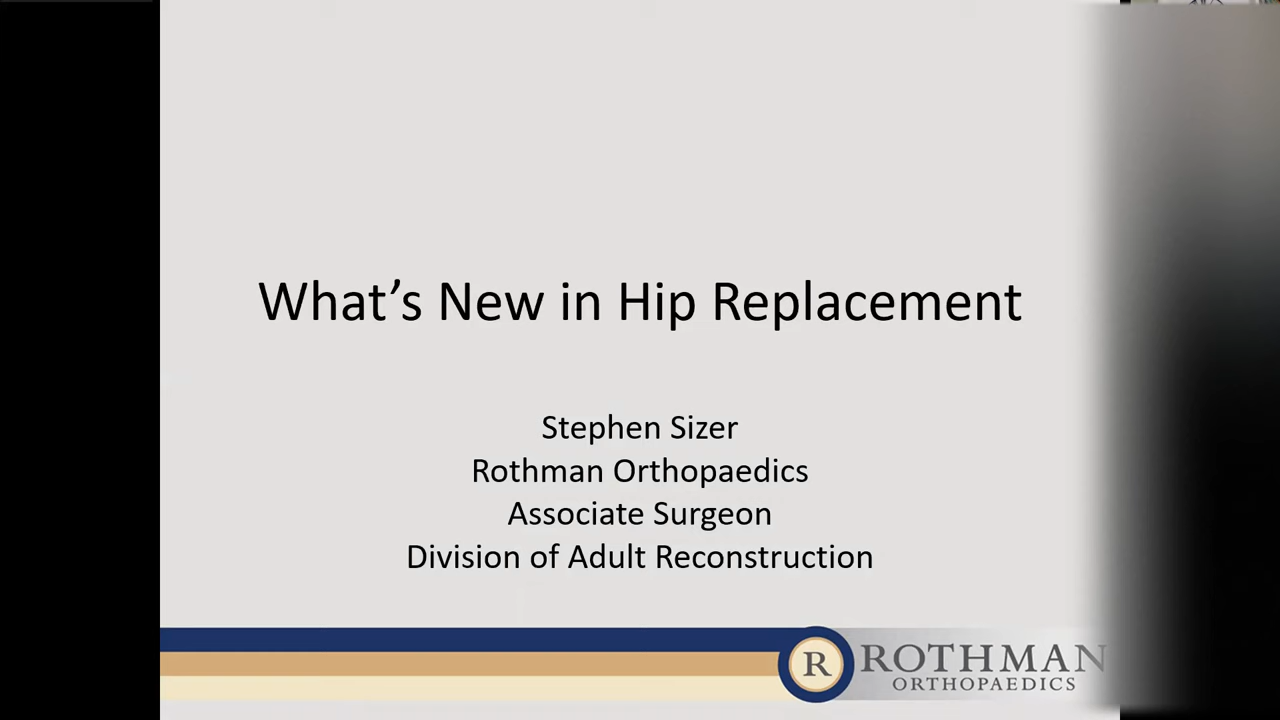 What's New in Hip Replacement
Stephen Sizer
Rothman Orthopaedics
Associate Surgeon
Division of Adult Reconstruction
R ROTHMAN
ORTHOPAEDICS